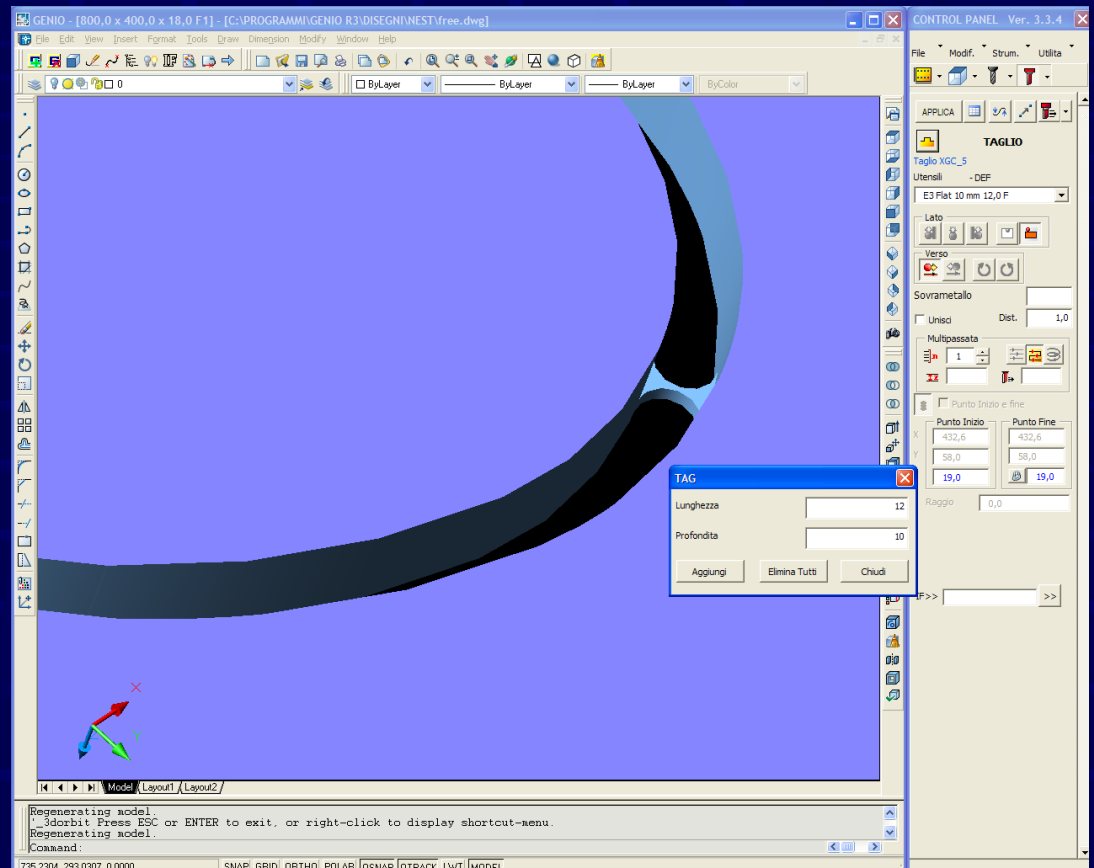 GENIO - [800,0 x 400,0 x 18,0 F1] - [C:\PROGRAMMI\GENIO R3\DISEGNI\NEST\free.dwg]
File Edit View Insert Format Tools Draw Dimension Modify Window Help
0
ByLayer
ByLayer
ByLayer
ByColor
X
Y
Model Layout1 Layout2
Regenerating model.
'_3dorbit Press ESC or ENTER to exit, or right-click to display shortcut-menu.
Regenerating model.
Command:
735.2304, 293.0307, 0.0000
SNAP GRID ORTHO POLAR OSNAP OTRACK LWT MODEL
TAG
Lunghezza 12
Profondita 10
Aggiungi Elimina Tutti Chiudi
CONTROL PANEL Ver. 3.3.4
File Modif. Strum. Utilita
APPLICA
TAGLIO
Taglio XGC_5
Utensili - DEF
E3 Flat 10 mm 12,0 F
Lato
Verso
Sovrametallo
Unisci Dist. 1,0
Multipassata
n 1
Punto Inizio e fine
Punto Inizio Punto Fine
X 432,6 432,6
Y 58,0 58,0
19,0 19,0
Raggio 0,0
IF>> >>